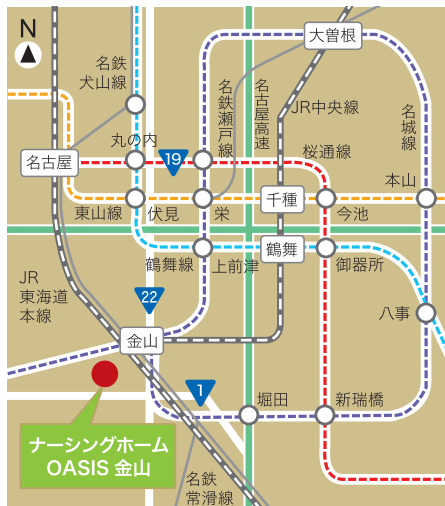 N
大曽根
名鉄
犬山線
名鉄瀬戸線
名古屋高速
JR中央線
名城線
丸の内
19
桜通線
名古屋
本山
千種
東山線
伏見
栄
今池
鶴舞
鶴舞線
上前津
御器所
JR
東海道
本線
22
八事
金山
1
堀田
新瑞橋
ナーシングホーム
OASIS 金山
名鉄
常滑線